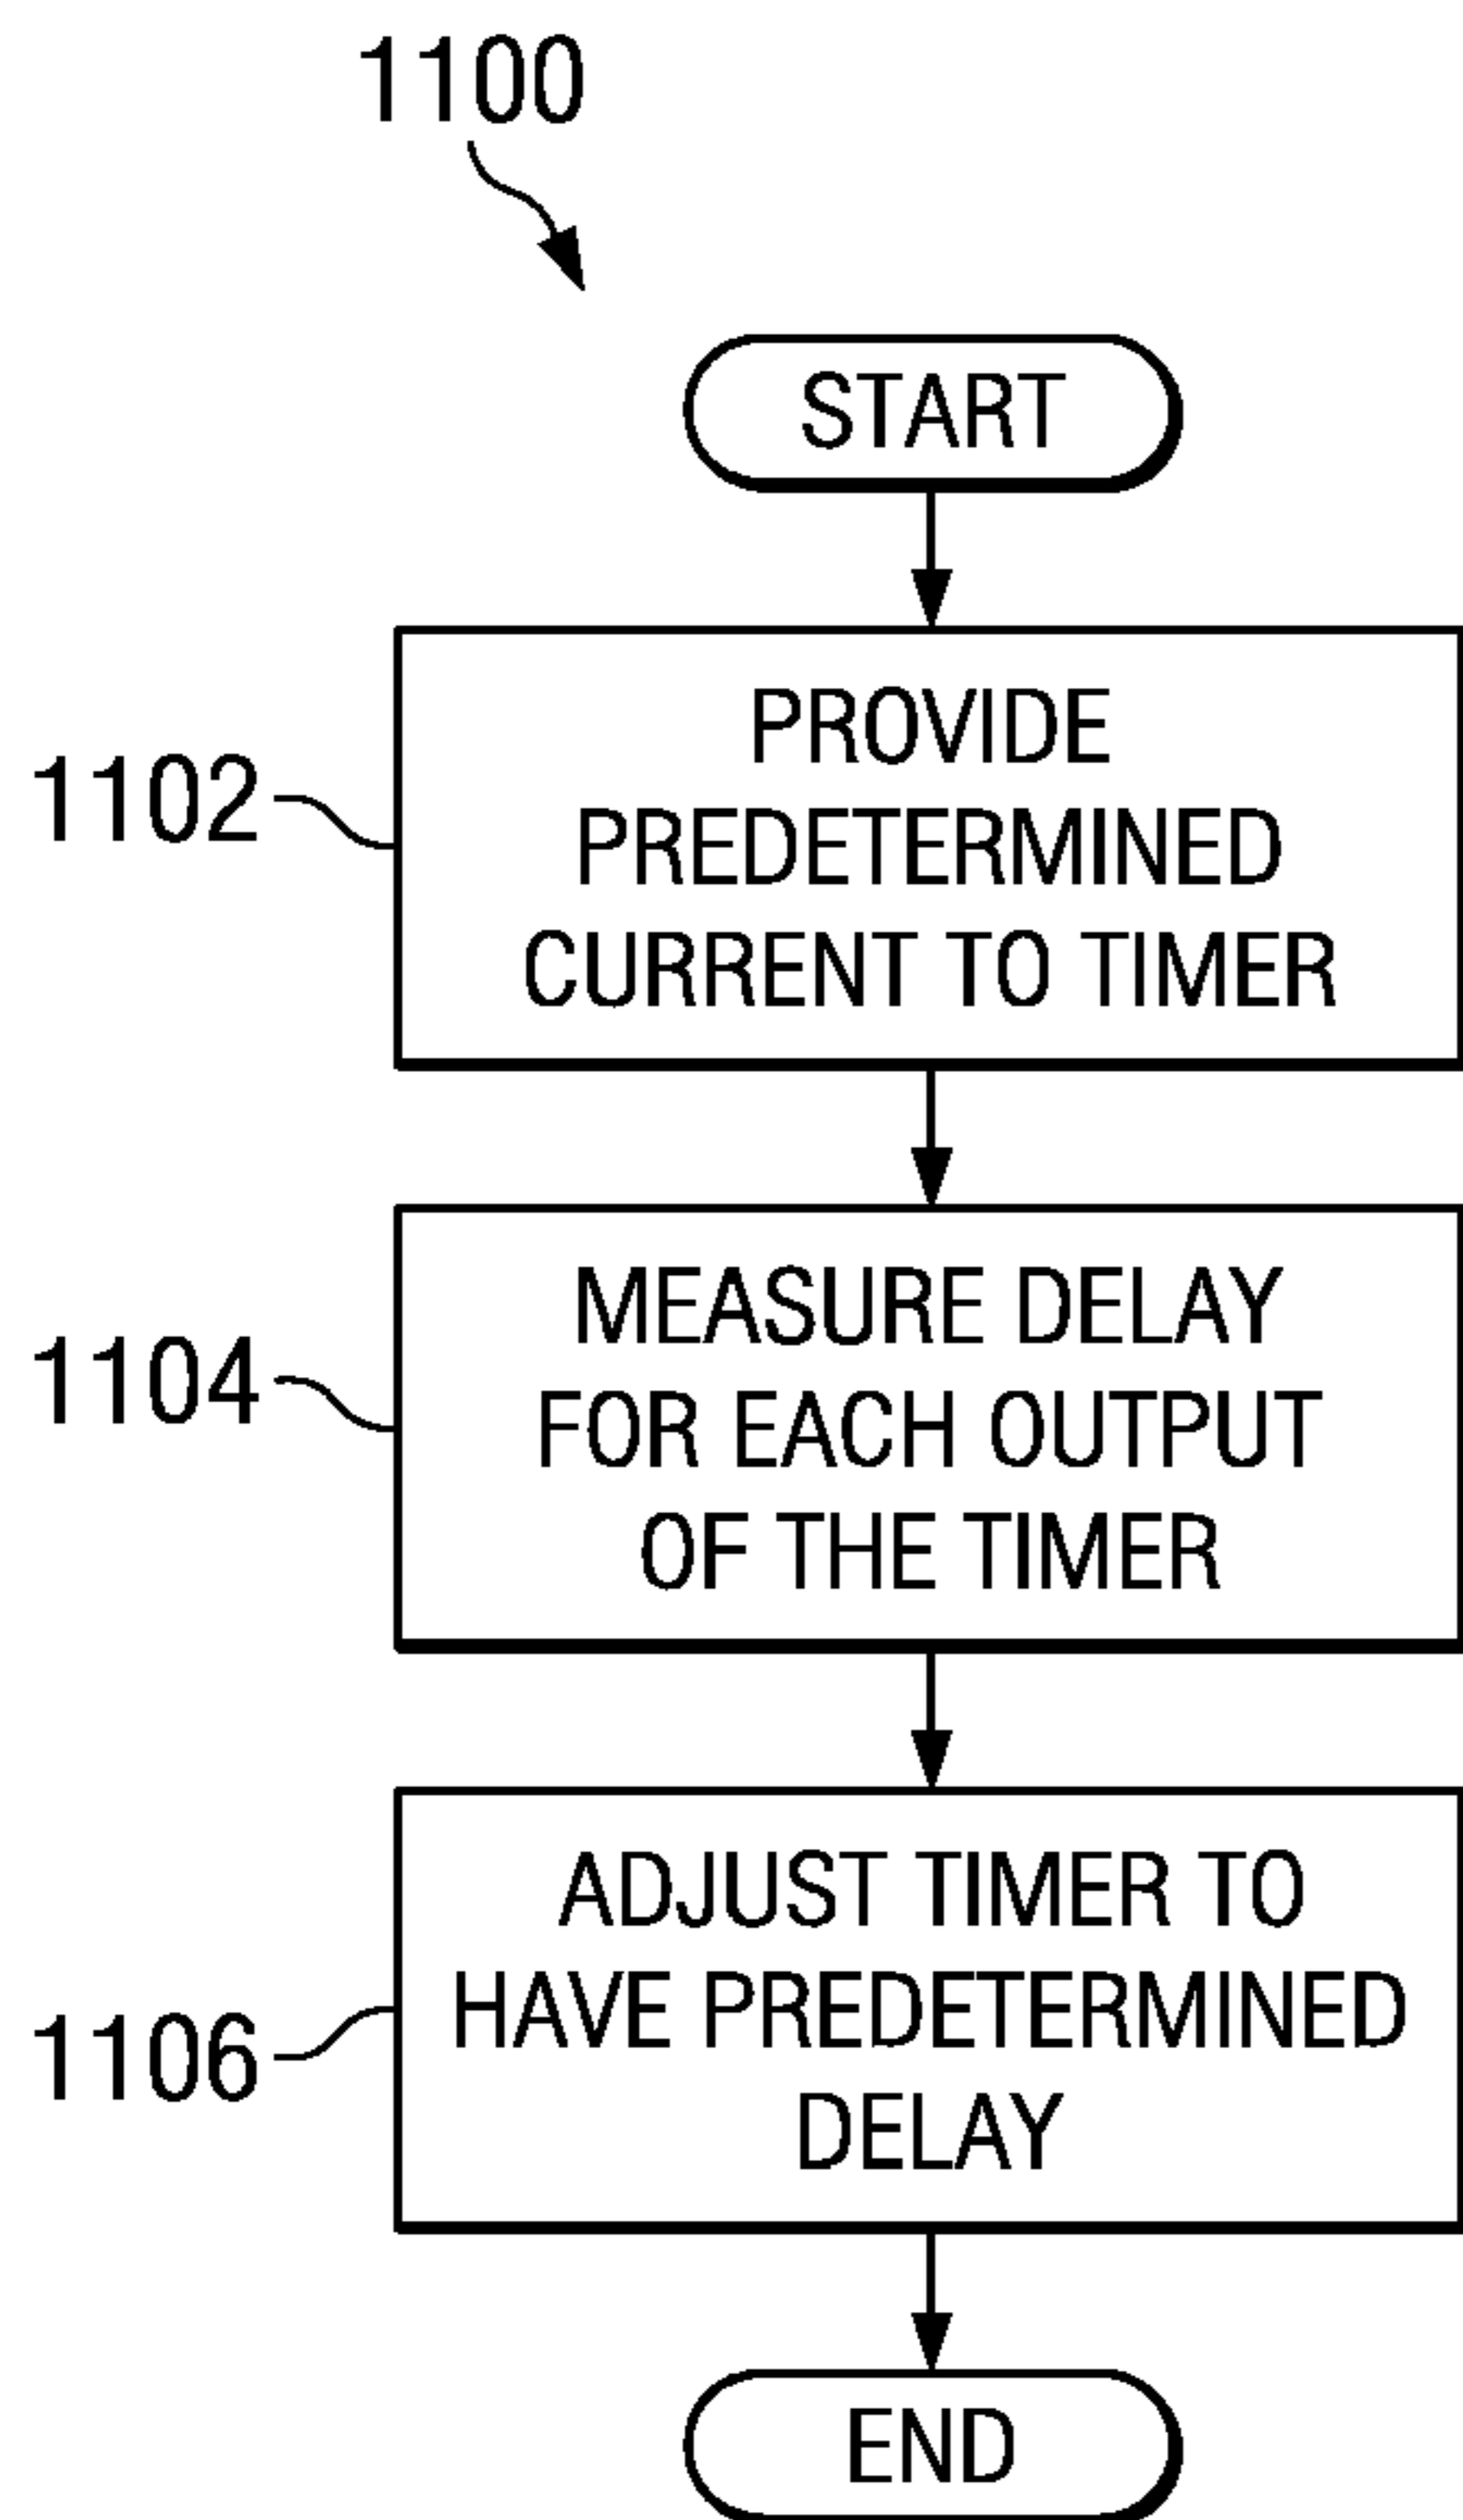 1100
START
1102
PROVIDE
PREDETERMINED
CURRENT TO TIMER
1104
MEASURE DELAY
FOR EACH OUTPUT
OF THE TIMER
1106
ADJUST TIMER TO
HAVE PREDETERMINED
DELAY
END